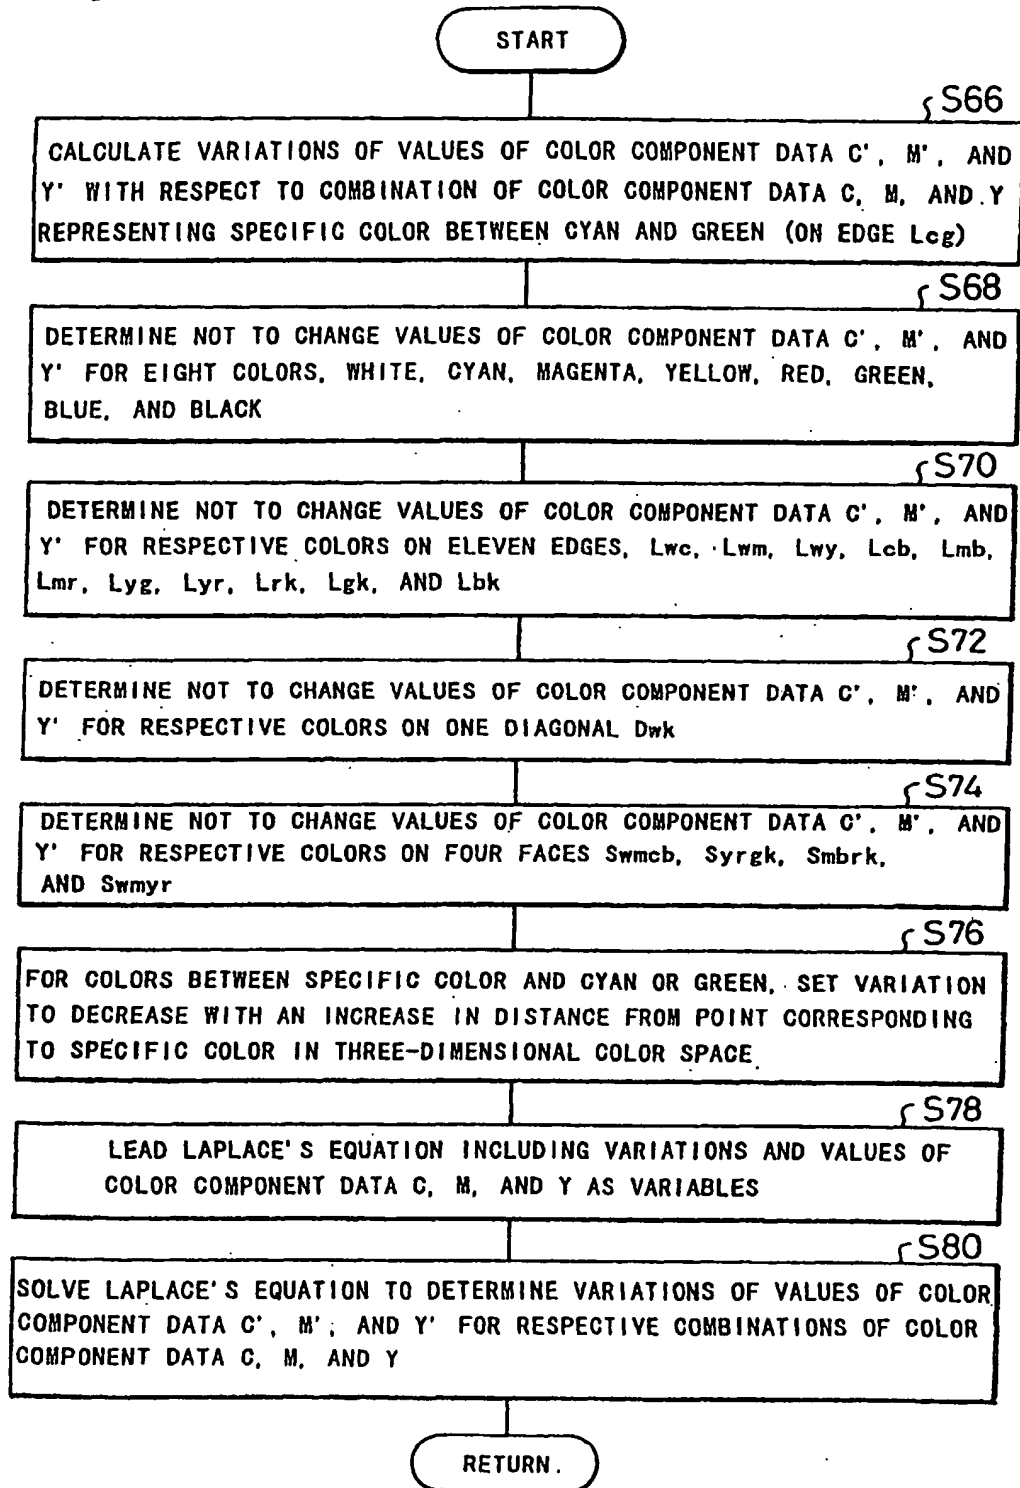 START
S66
CALCULATE VARIATIONS OF VALUES OF COLOR COMPONENT DATA C', M', AND
Y' WITH RESPECT TO COMBINATION OF COLOR COMPONENT DATA C, M, AND Y
REPRESENTING SPECIFIC COLOR BETWEEN CYAN AND GREEN (ON EDGE Lcg)
S68
DETERMINE NOT TO CHANGE VALUES OF COLOR COMPONENT DATA C', M', AND
Y' FOR EIGHT COLORS, WHITE, CYAN, MAGENTA, YELLOW, RED, GREEN,
BLUE, AND BLACK
S70
DETERMINE NOT TO CHANGE VALUES OF COLOR COMPONENT DATA C', M', AND
Y' FOR RESPECTIVE COLORS ON ELEVEN EDGES, Lwc, Lwm, Lwy, Lcb, Lmb,
Lmr, Lyg, Lyr, Lrk, Lgk, AND Lbk
S72
DETERMINE NOT TO CHANGE VALUES OF COLOR COMPONENT DATA C', M', AND
Y' FOR RESPECTIVE COLORS ON ONE DIAGONAL Dwk
S74
DETERMINE NOT TO CHANGE VALUES OF COLOR COMPONENT DATA C', M', AND
Y' FOR RESPECTIVE COLORS ON FOUR FACES Swmcb, Syrgk, Smbrk,
AND Swmyr
S76
FOR COLORS BETWEEN SPECIFIC COLOR AND CYAN OR GREEN, SET VARIATION
TO DECREASE WITH AN INCREASE IN DISTANCE FROM POINT CORRESPONDING
TO SPECIFIC COLOR IN THREE-DIMENSIONAL COLOR SPACE
S78
LEAD LAPLACE'S EQUATION INCLUDING VARIATIONS AND VALUES OF
COLOR COMPONENT DATA C, M, AND Y AS VARIABLES
S80
SOLVE LAPLACE'S EQUATION TO DETERMINE VARIATIONS OF VALUES OF COLOR
COMPONENT DATA C', M', AND Y' FOR RESPECTIVE COMBINATIONS OF COLOR
COMPONENT DATA C, M, AND Y
RETURN.